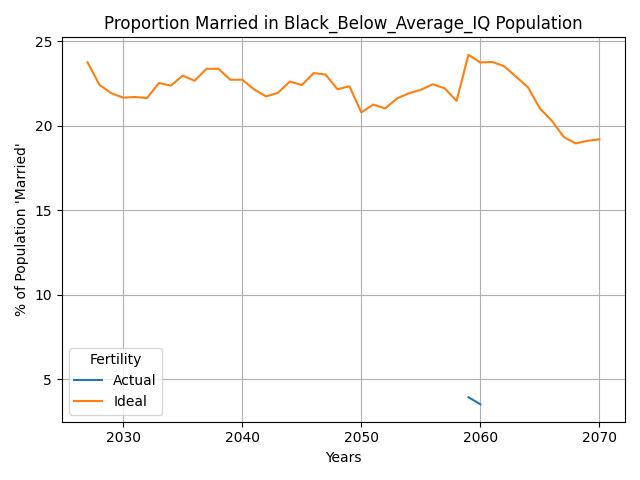 Proportion Married in Black_Below_Average_IQ Population
% of Population 'Married'
25
20
15
10
5
Fertility
Actual
Ideal
2030 2040 2050 2060 2070
Years